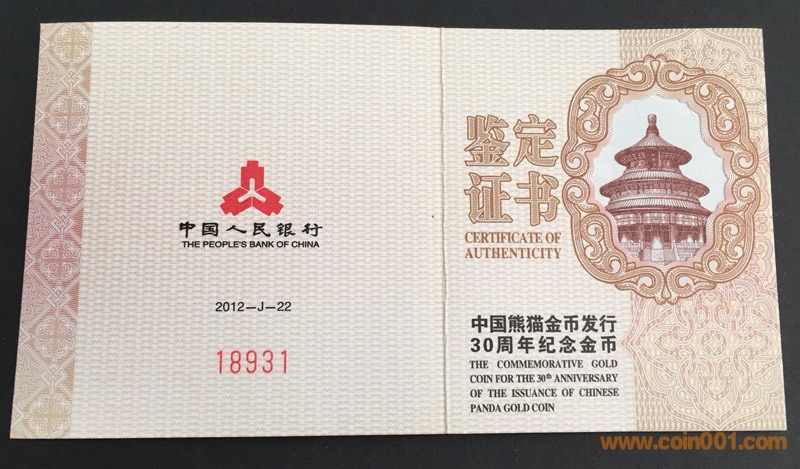 中国人民银行
THE PEOPLE'S BANK OF CHINA
2012-J-22
18931
鉴定
证书
CERTIFICATE OF
AUTHENTICITY
中国熊猫金币发行
30周年纪念金币
THE COMMEMORATIVE GOLD
COIN FOR THE 30th ANNIVERSARY
OF THE ISSUANCE OF CHINESE
PANDA GOLD COIN
www.coin001.com